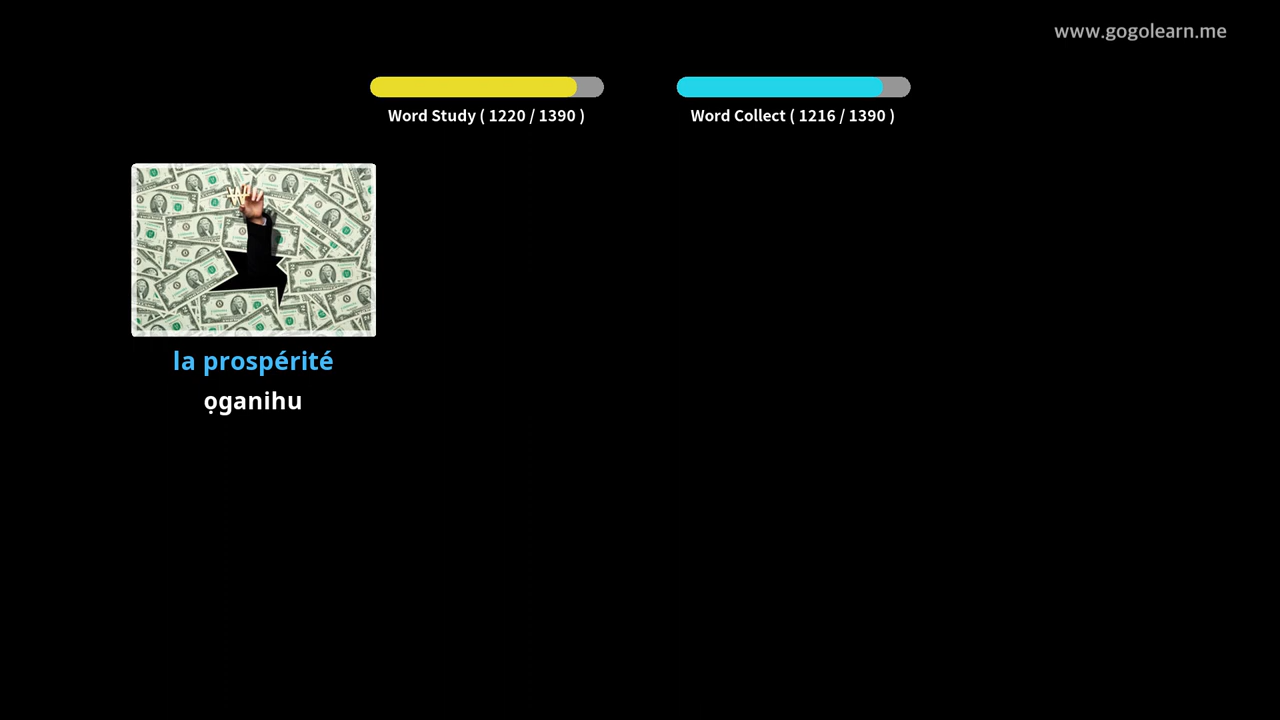 www.gogolearn.me
Word Study ( 1220 / 1390 )
Word Collect ( 1216 / 1390 )
la prospérité
ọganihu